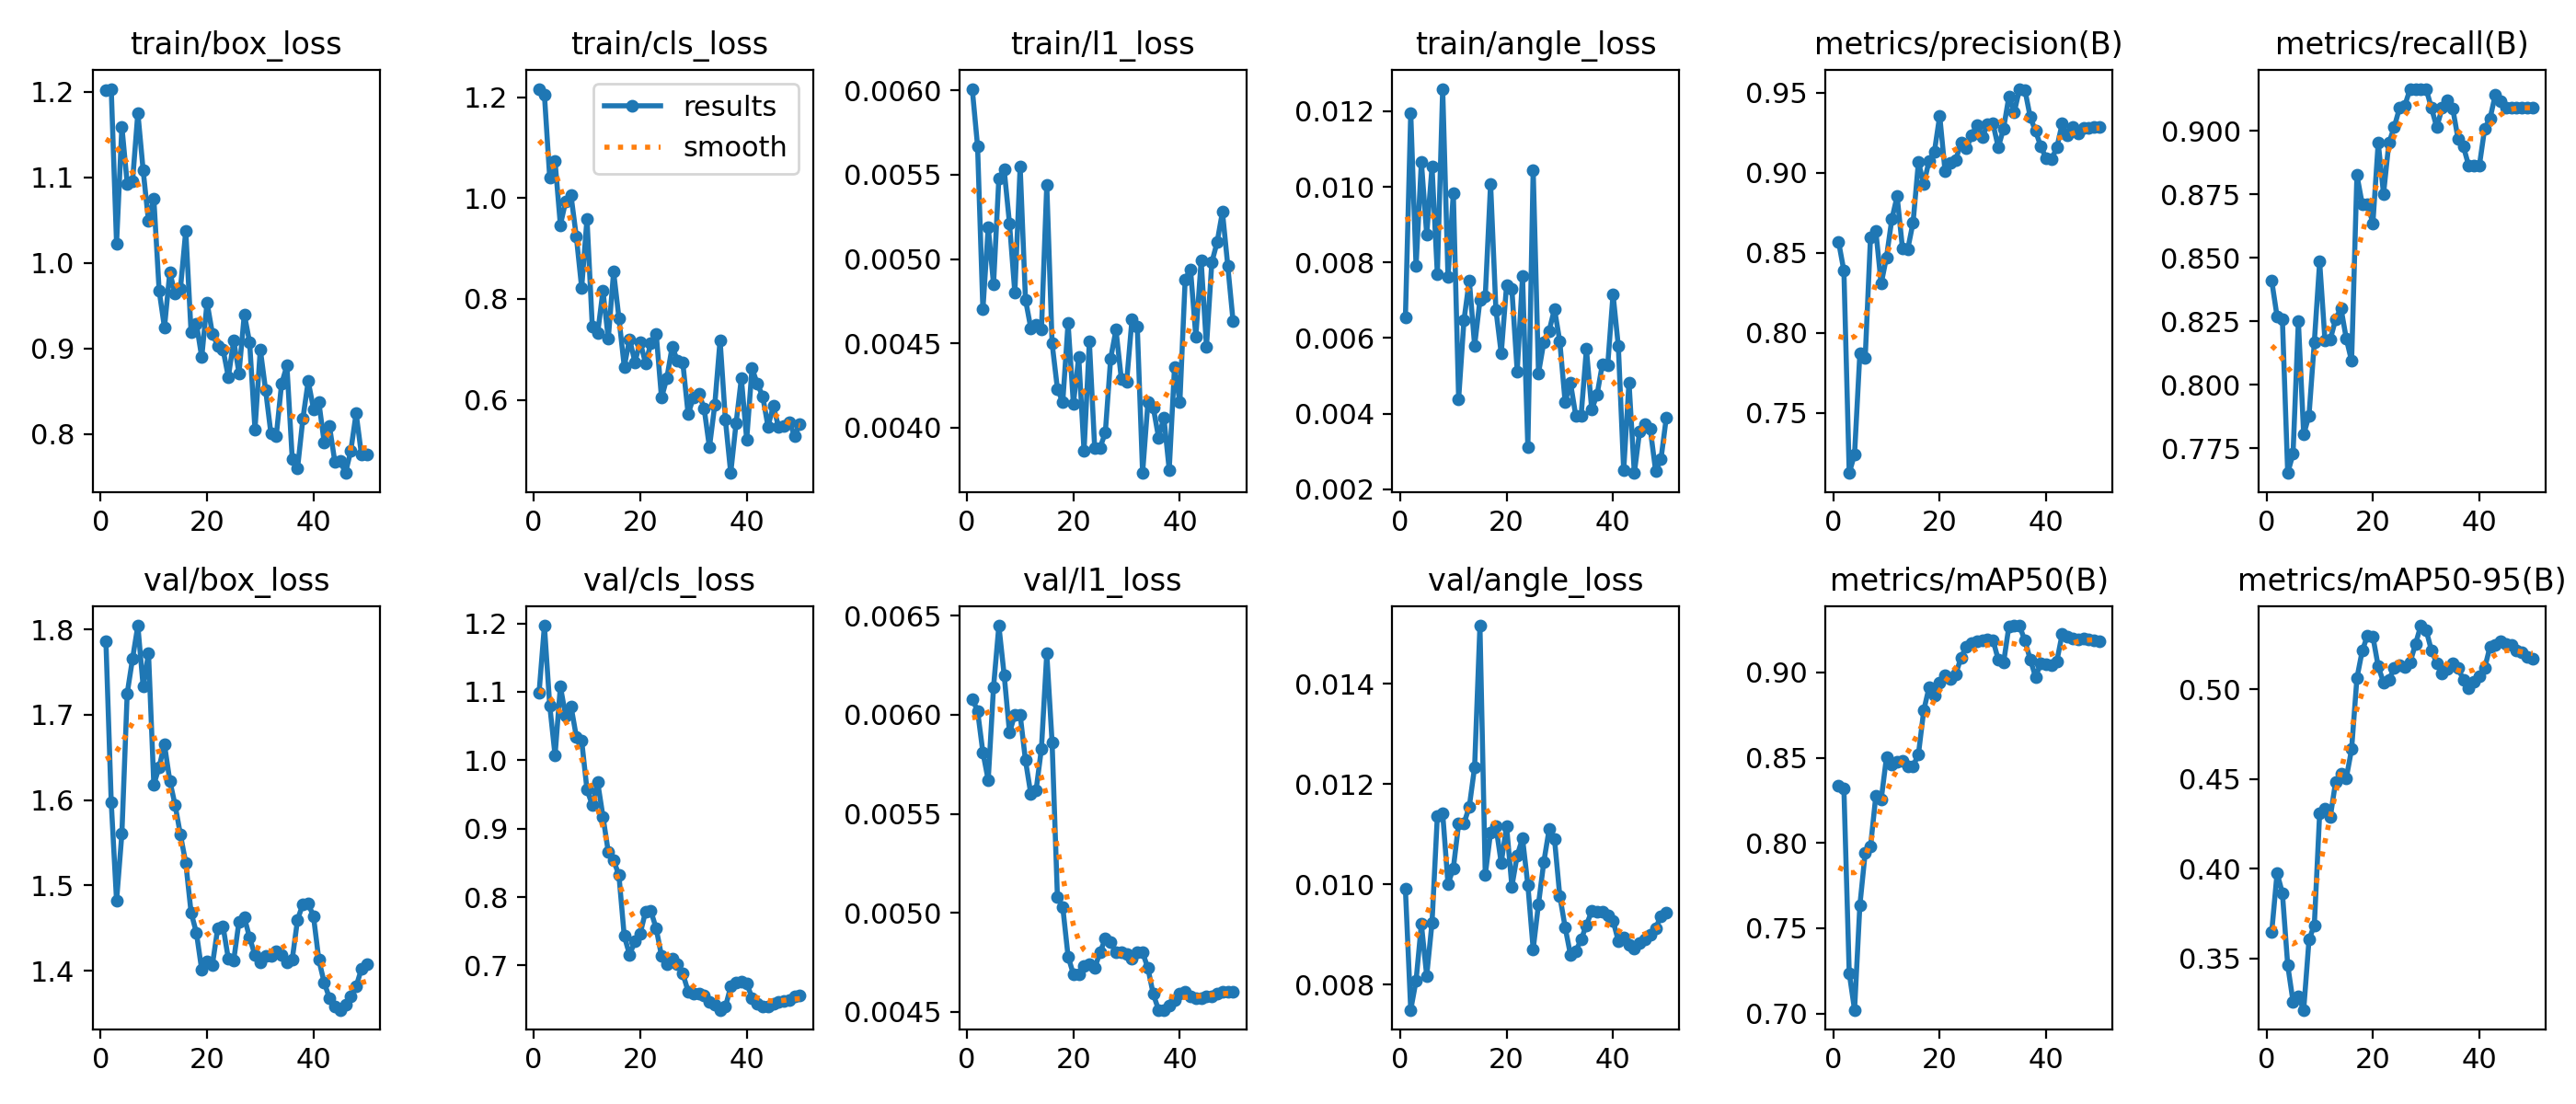 train/box_loss
train/cls_loss
train/l1_loss
train/angle_loss
metrics/precision(B)
metrics/recall(B)
1.2
1.1
1.0
0.9
0.8
0 20 40
1.2
1.0
0.8
0.6
results
smooth
0 20 40
0.0060
0.0055
0.0050
0.0045
0.0040
0 20 40
0.012
0.010
0.008
0.006
0.004
0.002
0 20 40
0.95
0.90
0.85
0.80
0.75
0 20 40
0.900
0.875
0.850
0.825
0.800
0.775
0 20 40
val/box_loss
val/cls_loss
val/l1_loss
val/angle_loss
metrics/mAP50(B)
metrics/mAP50-95(B)
1.8
1.7
1.6
1.5
1.4
0 20 40
1.2
1.1
1.0
0.9
0.8
0.7
0 20 40
0.0065
0.0060
0.0055
0.0050
0.0045
0 20 40
0.014
0.012
0.010
0.008
0 20 40
0.90
0.85
0.80
0.75
0.70
0 20 40
0.50
0.45
0.40
0.35
0 20 40